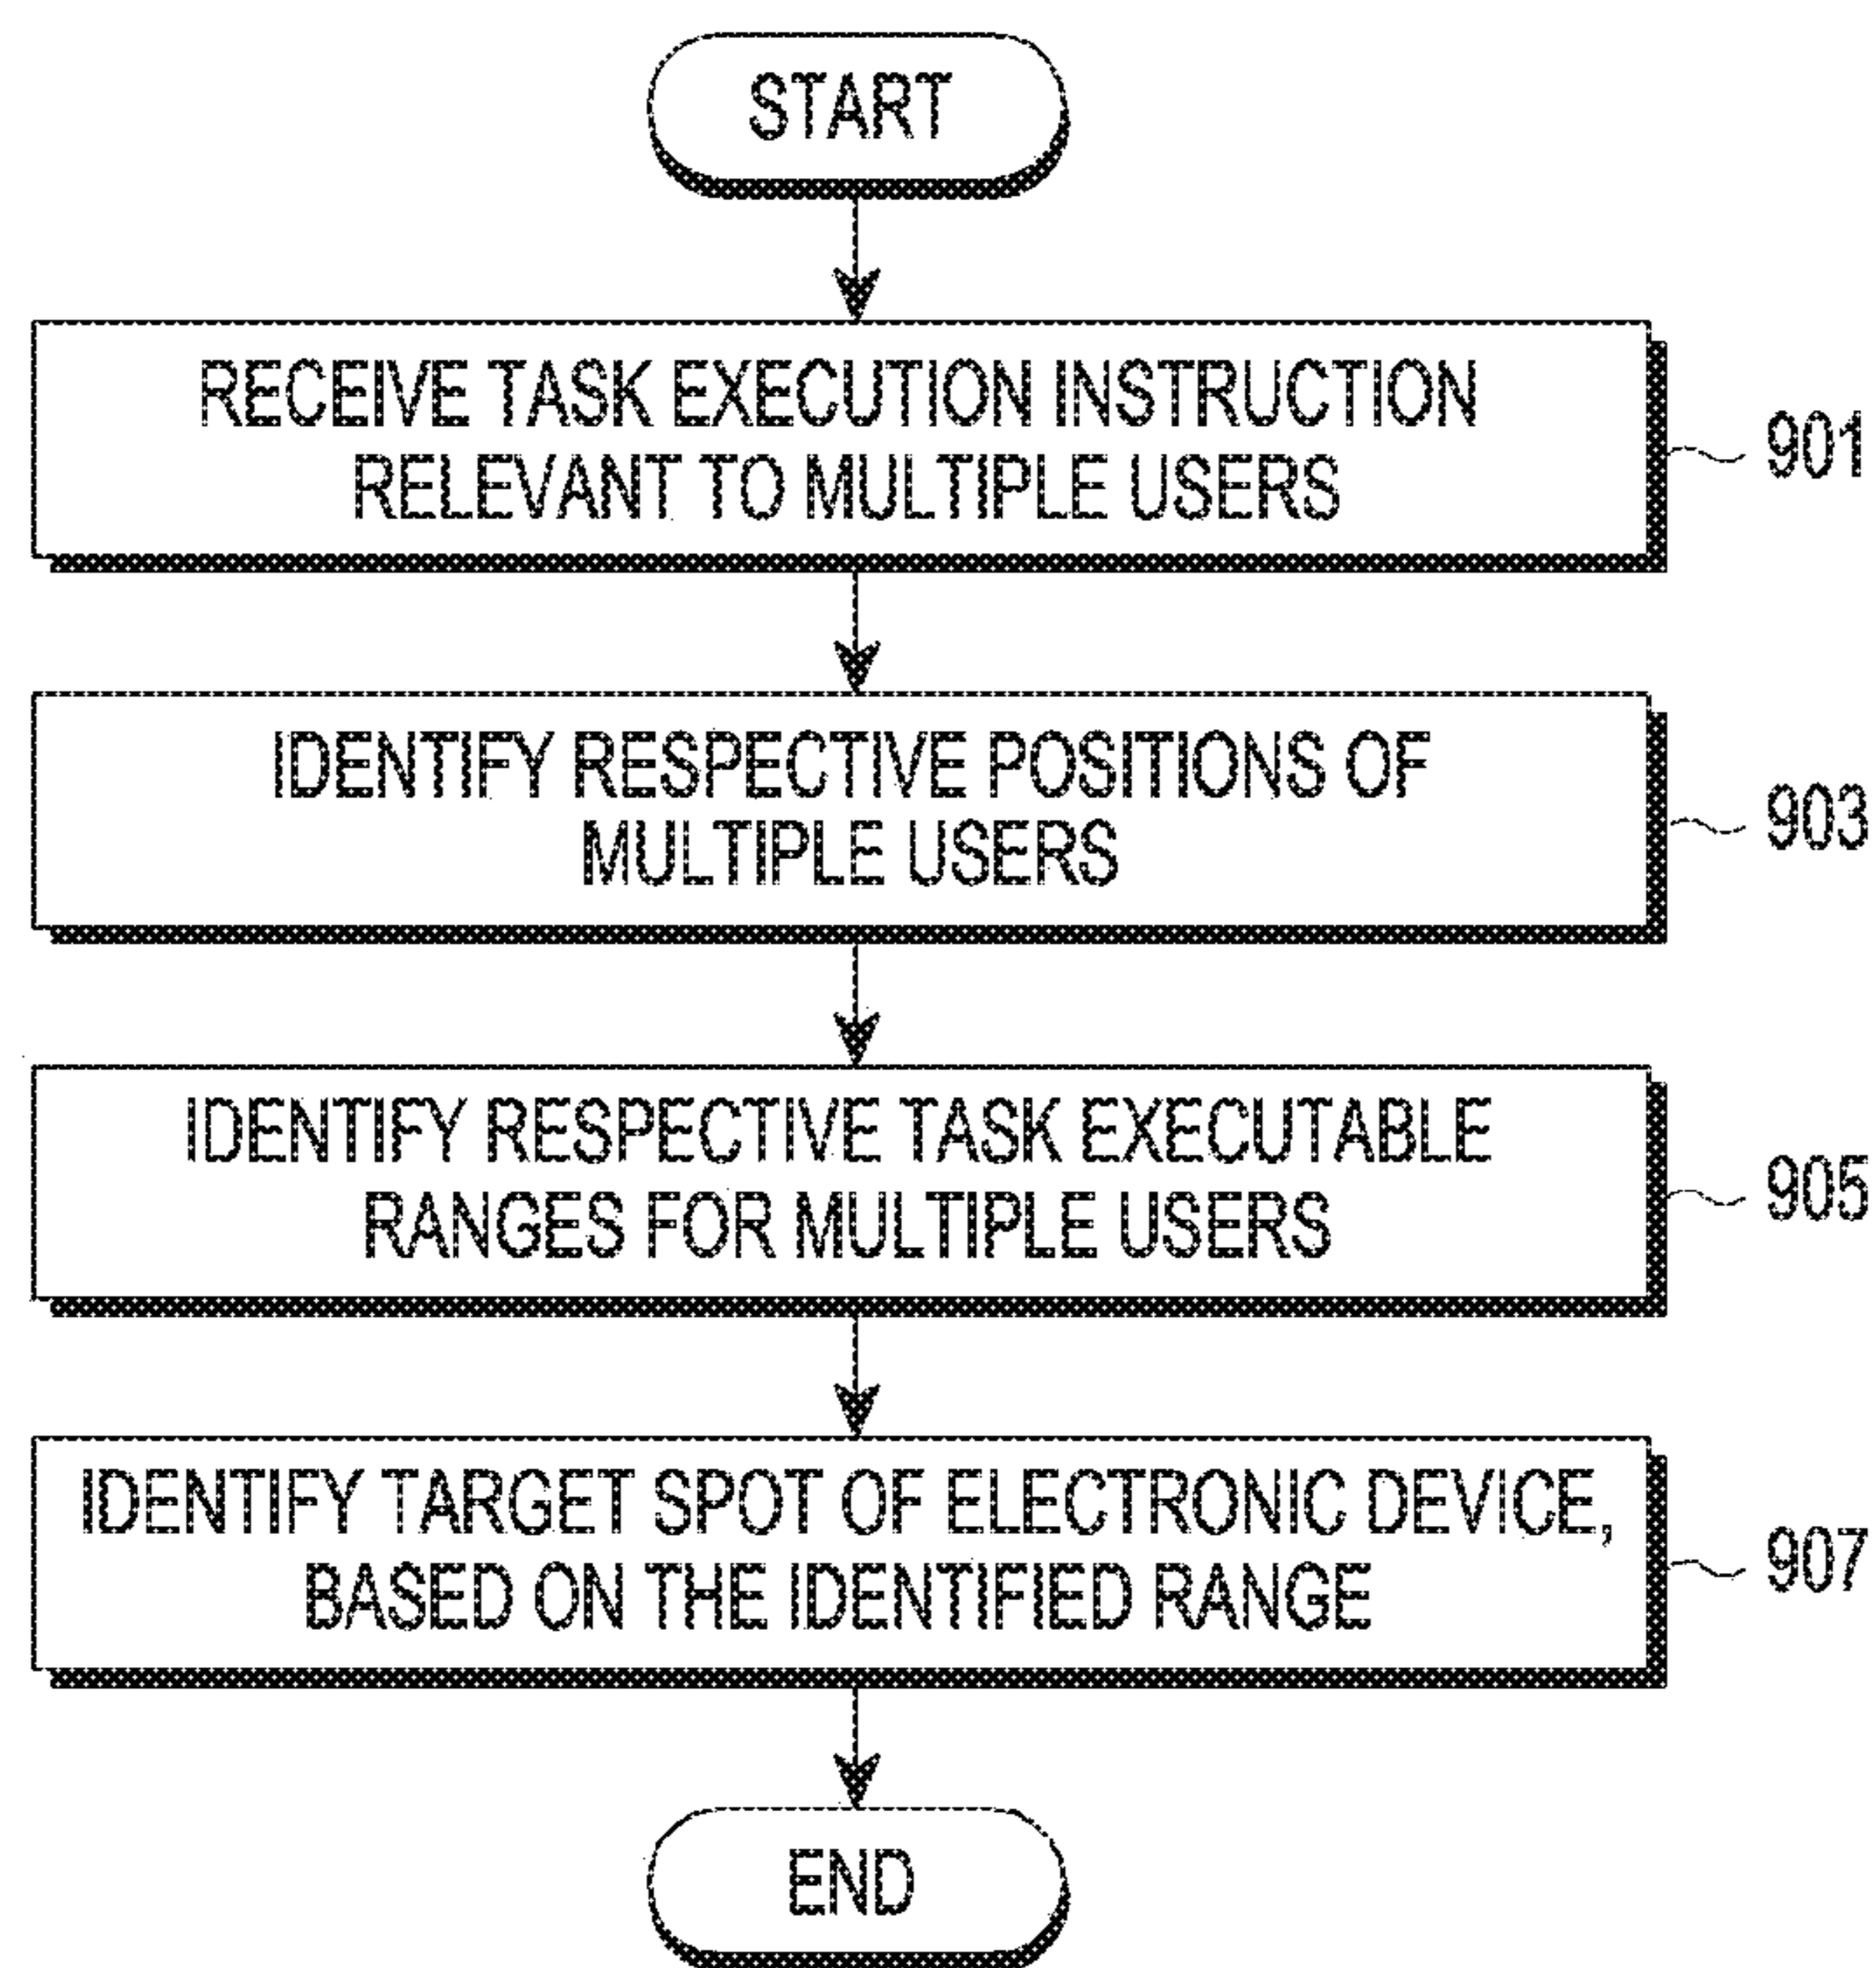 START
RECEIVE TASK EXECUTION INSTRUCTION
RELEVANT TO MULTIPLE USERS
901
IDENTIFY RESPECTIVE POSITIONS OF
MULTIPLE USERS
903
IDENTIFY RESPECTIVE TASK EXECUTABLE
RANGES FOR MULTIPLE USERS
905
IDENTIFY TARGET SPOT OF ELECTRONIC DEVICE,
BASED ON THE IDENTIFIED RANGE
907
END